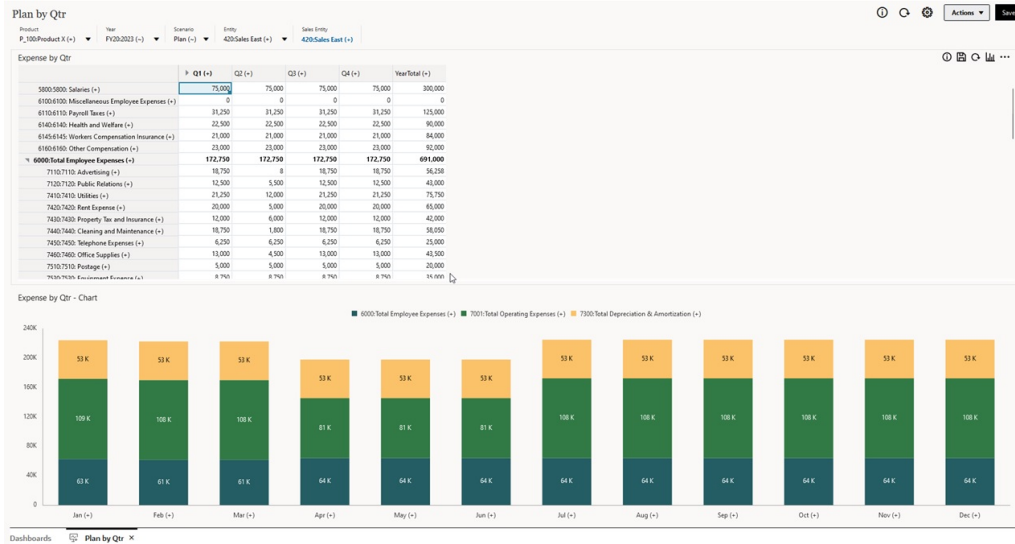 Plan by Qtr
Actions ▼ Save
Product Year Scenario Entity Sales Entity
P_100:Product X (+) ▼ FY20:2023 (~) ▼ Plan (~) ▼ 420:Sales East (+) ▼ 420:Sales East (+)
Expense by Qtr
Q1 (+) Q2 (+) Q3 (+) Q4 (+) YearTotal (+)
5800:5800: Salaries (+) 75,000 75,000 75,000 75,000 300,000
6100:6100: Miscellaneous Employee Expenses (+) 0 0 0 0 0
6110:6110: Payroll Taxes (+) 31,250 31,250 31,250 31,250 125,000
6140:6140: Health and Welfare (+) 22,500 22,500 22,500 22,500 90,000
6145:6145: Workers Compensation Insurance (+) 21,000 21,000 21,000 21,000 84,000
6160:6160: Other Compensation (+) 23,000 23,000 23,000 23,000 92,000
6000:Total Employee Expenses (+) 172,750 172,750 172,750 172,750 691,000
7110:7110: Advertising (+) 18,750 8 18,750 18,750 56,258
7120:7120: Public Relations (+) 12,500 5,500 12,500 12,500 43,000
7410:7410: Utilities (+) 21,250 12,000 21,250 21,250 75,750
7420:7420: Rent Expense (+) 20,000 5,000 20,000 20,000 65,000
7430:7430: Property Tax and Insurance (+) 12,000 6,000 12,000 12,000 42,000
7440:7440: Cleaning and Maintenance (+) 18,750 1,800 18,750 18,750 58,050
7450:7450: Telephone Expenses (+) 6,250 6,250 6,250 6,250 25,000
7460:7460: Office Supplies (+) 13,000 4,500 13,000 13,000 43,500
7510:7510: Postage (+) 5,000 5,000 5,000 5,000 20,000
7530:7530: Equipment Expense (+) 8,750 8,750 8,750 8,750 35,000
Expense by Qtr - Chart
6000:Total Employee Expenses (+) 7001:Total Operating Expenses (+) 7300:Total Depreciation & Amortization (+)
240K
200K
160K
120K
80K
40K
0
53 K 53 K 53 K 53 K 53 K 53 K 53 K 53 K 53 K 53 K 53 K 53 K
109 K 108 K 108 K 81 K 81 K 81 K 108 K 108 K 108 K 108 K 108 K 108 K
63 K 61 K 61 K 64 K 64 K 64 K 64 K 64 K 64 K 64 K 64 K 64 K
Jan (+) Feb (+) Mar (+) Apr (+) May (+) Jun (+) Jul (+) Aug (+) Sep (+) Oct (+) Nov (+) Dec (+)
Dashboards Plan by Qtr ×